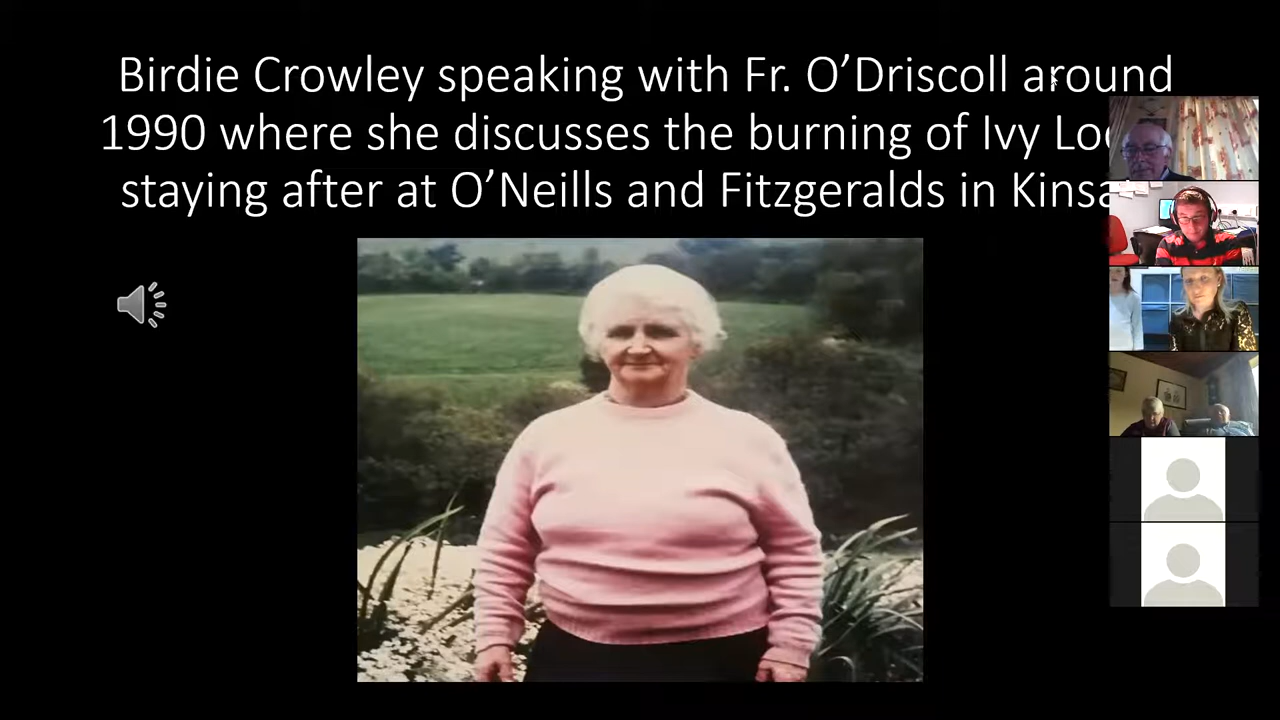 Birdie Crowley speaking with Fr. O’Driscoll around
1990 where she discusses the burning of Ivy
staying after at O’Neills and Fitzgeralds in